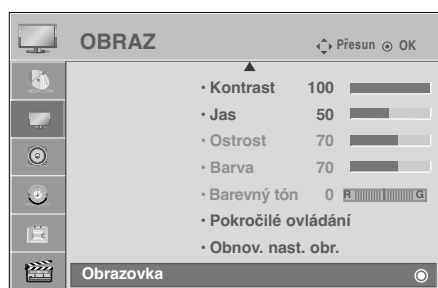 OBRAZ Přesun OK
• Kontrast 100
• Jas 50
• Ostrost 70
• Barva 70
• Barevný tón 0 R G
• Pokročilé ovládání
• Obnov. nast. obr.
Obrazovka